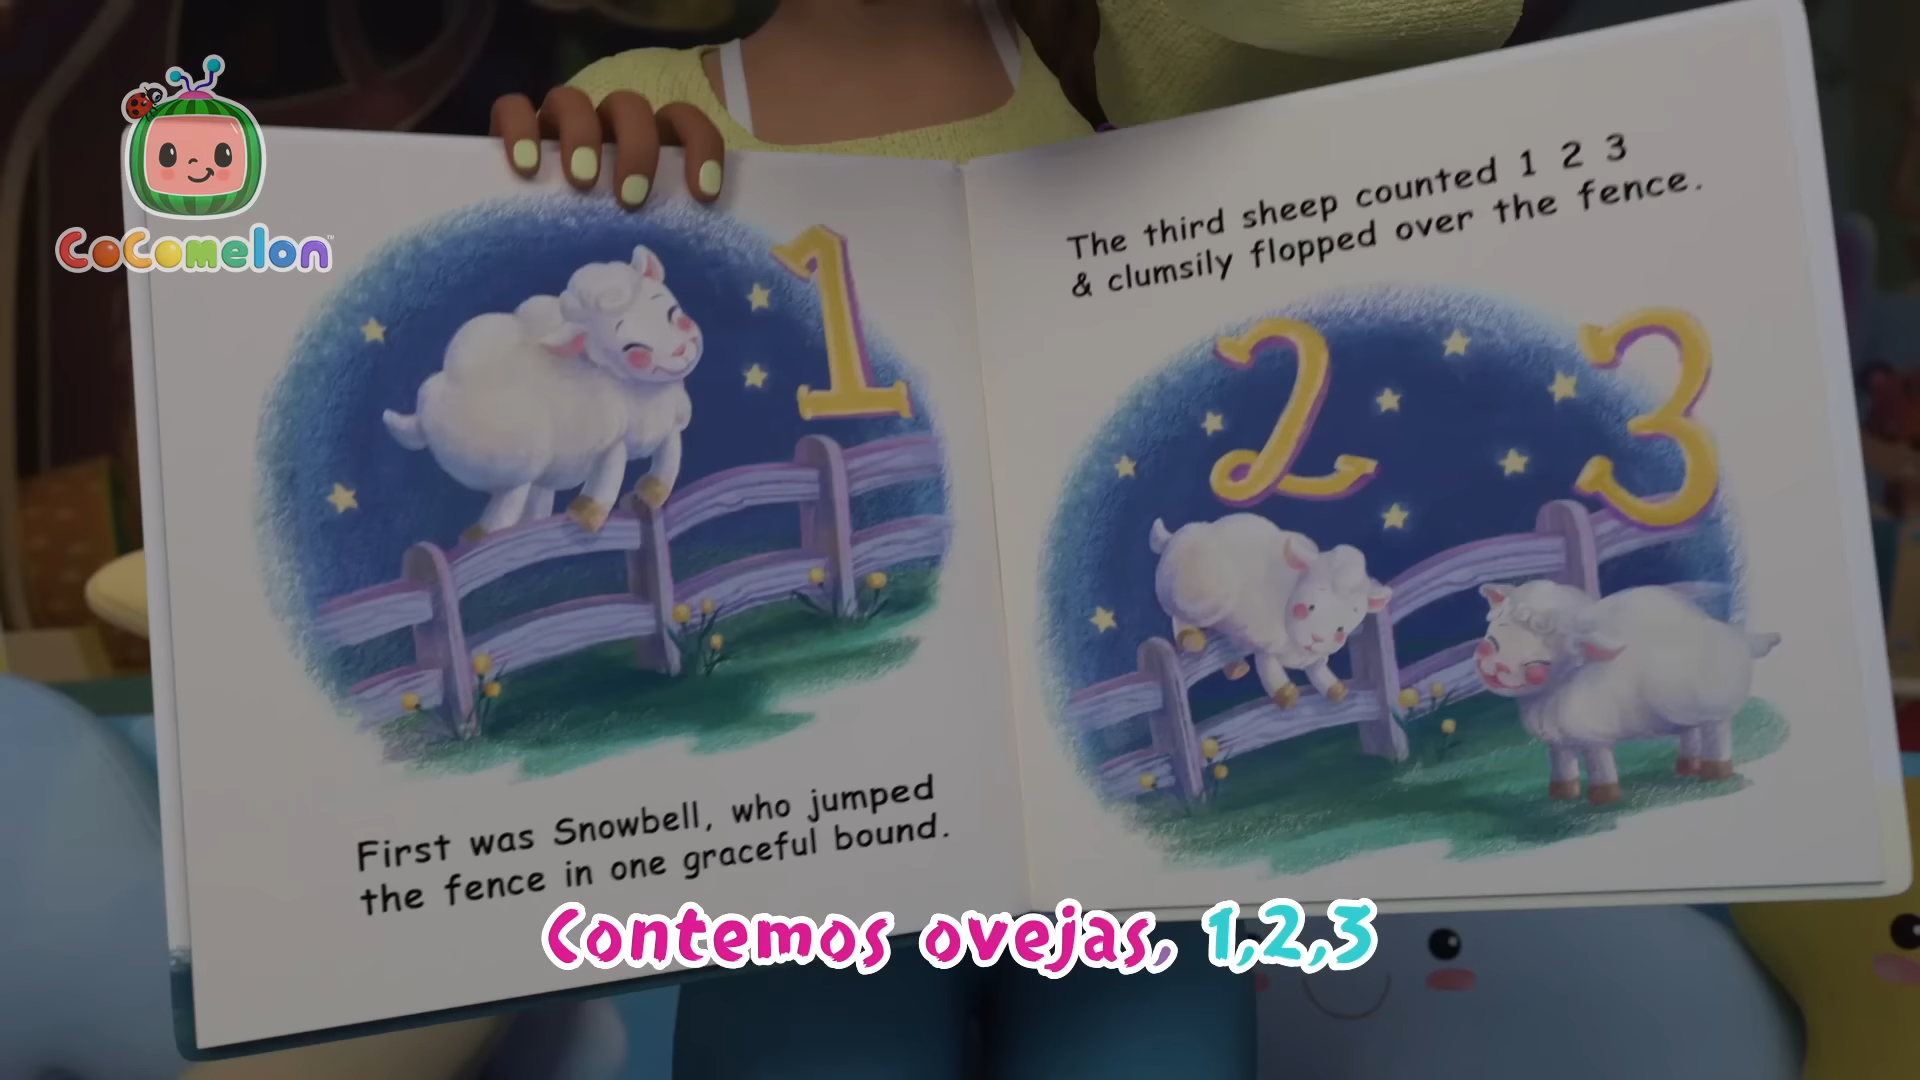 CoComelon™
1
First was Snowbell, who jumped
the fence in one graceful bound.
The third sheep counted 1 2 3
& clumsily flopped over the fence.
2 3
Contemos ovejas, 1,2,3